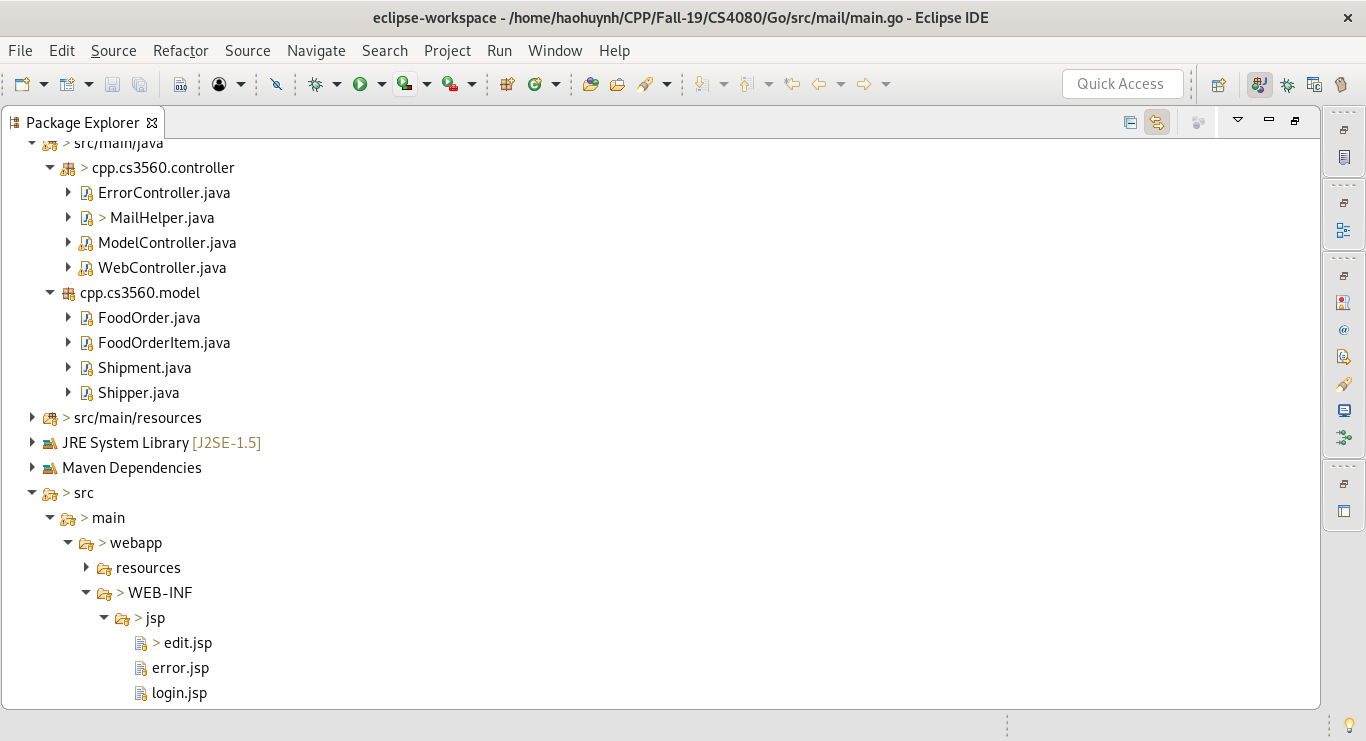 eclipse-workspace - /home/haohuynh/CPP/Fall-19/CS4080/Go/src/mail/main.go - Eclipse IDE
File Edit Source Refactor Source Navigate Search Project Run Window Help
Quick Access
Package Explorer
> src/main/java
> cpp.cs3560.controller
ErrorController.java
> MailHelper.java
ModelController.java
WebController.java
cpp.cs3560.model
FoodOrder.java
FoodOrderItem.java
Shipment.java
Shipper.java
> src/main/resources
JRE System Library [J2SE-1.5]
Maven Dependencies
> src
> main
> webapp
resources
> WEB-INF
> jsp
> edit.jsp
error.jsp
login.jsp